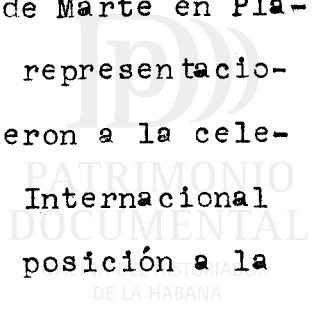 de Marte en Pla-
representacio-
eron a la cele-
PATRIMONIO
Internacional
DOCUMENTAL
posición a la
DE LA HABANA